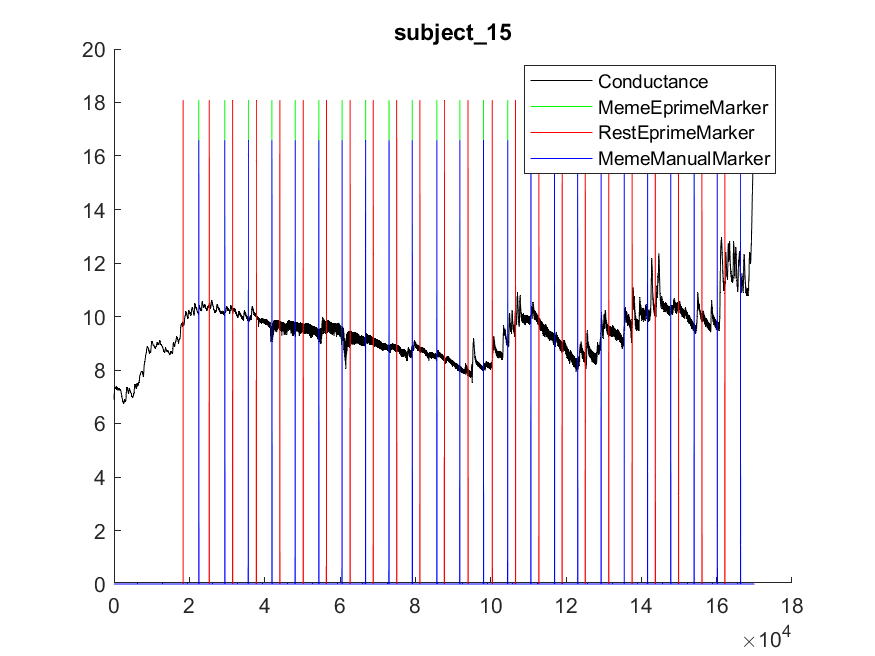 subject_15
20
18
16
14
12
10
8
6
4
2
0
Conductance
MemeEprimeMarker
RestEprimeMarker
MemeManualMarker
0 2 4 6 8 10 12 14 16 18
×10^4